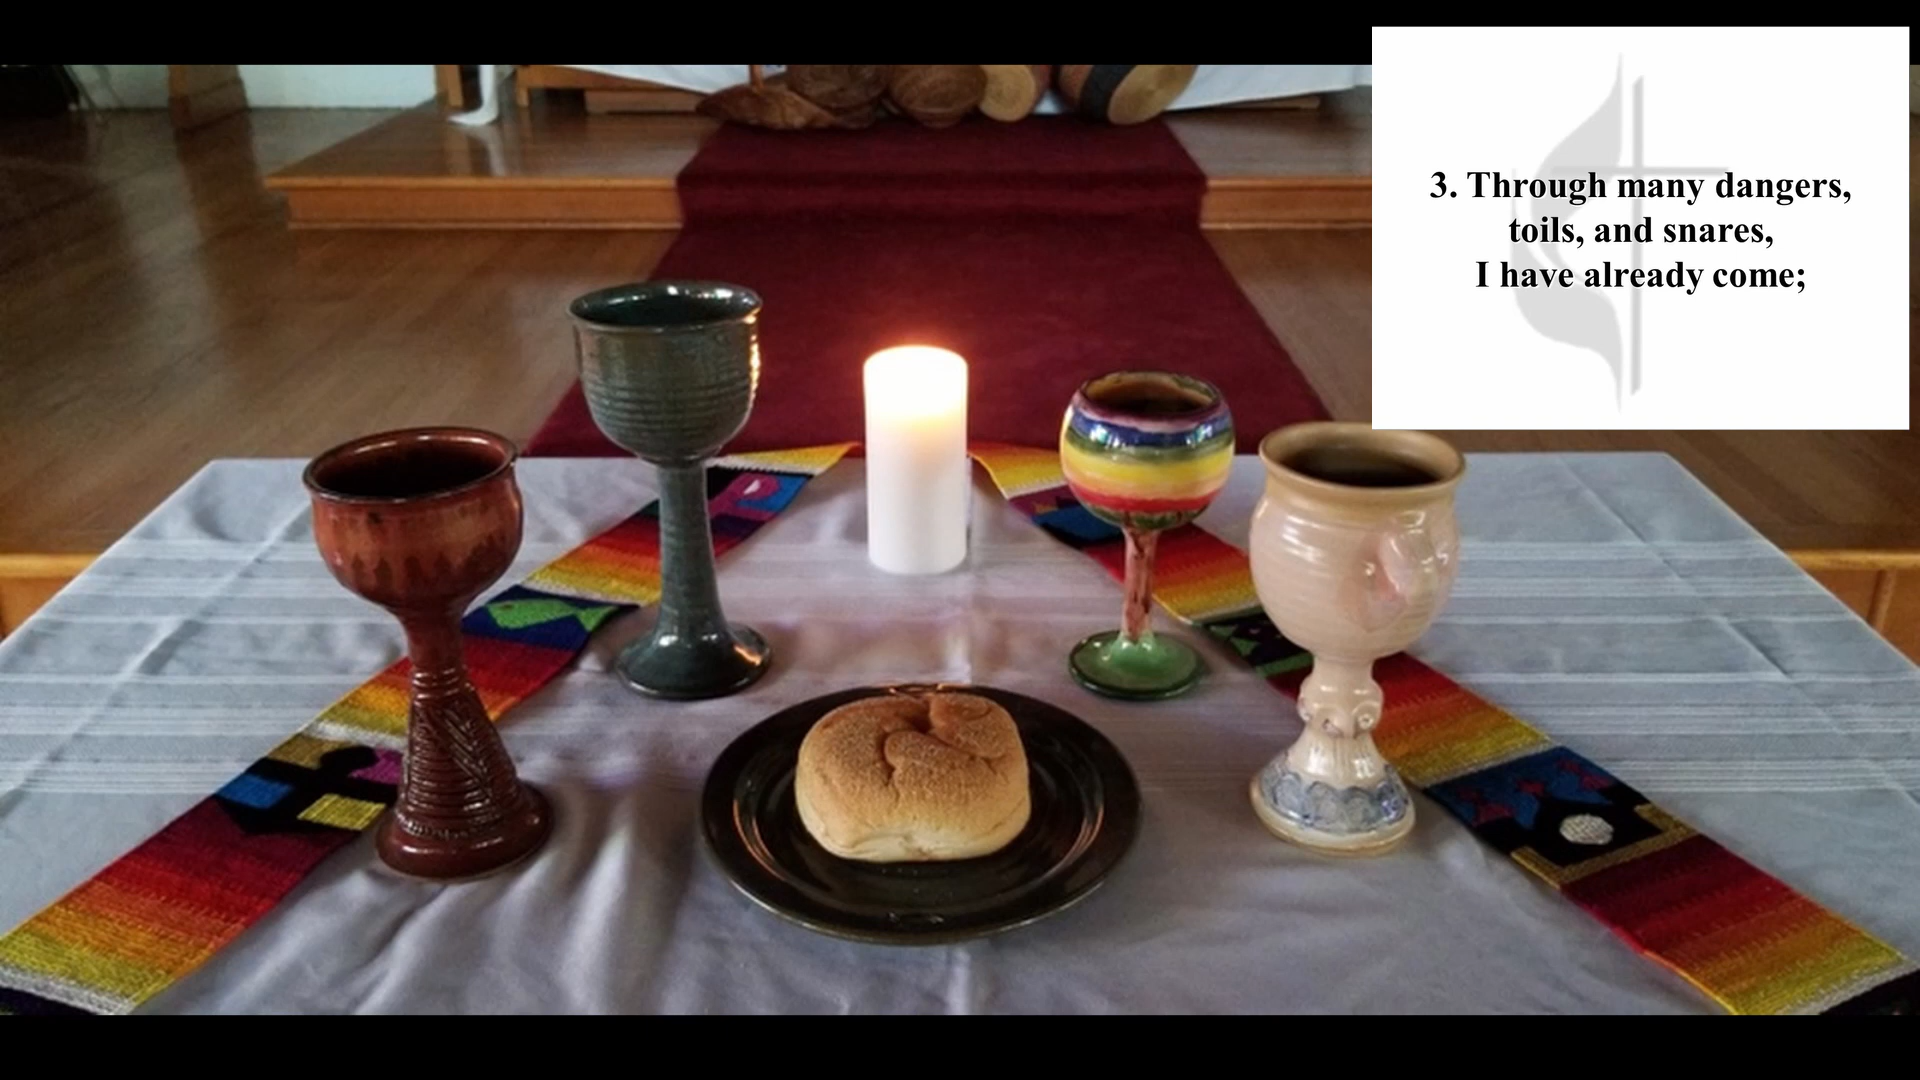 3. Through many dangers,
toils, and snares,
I have already come;